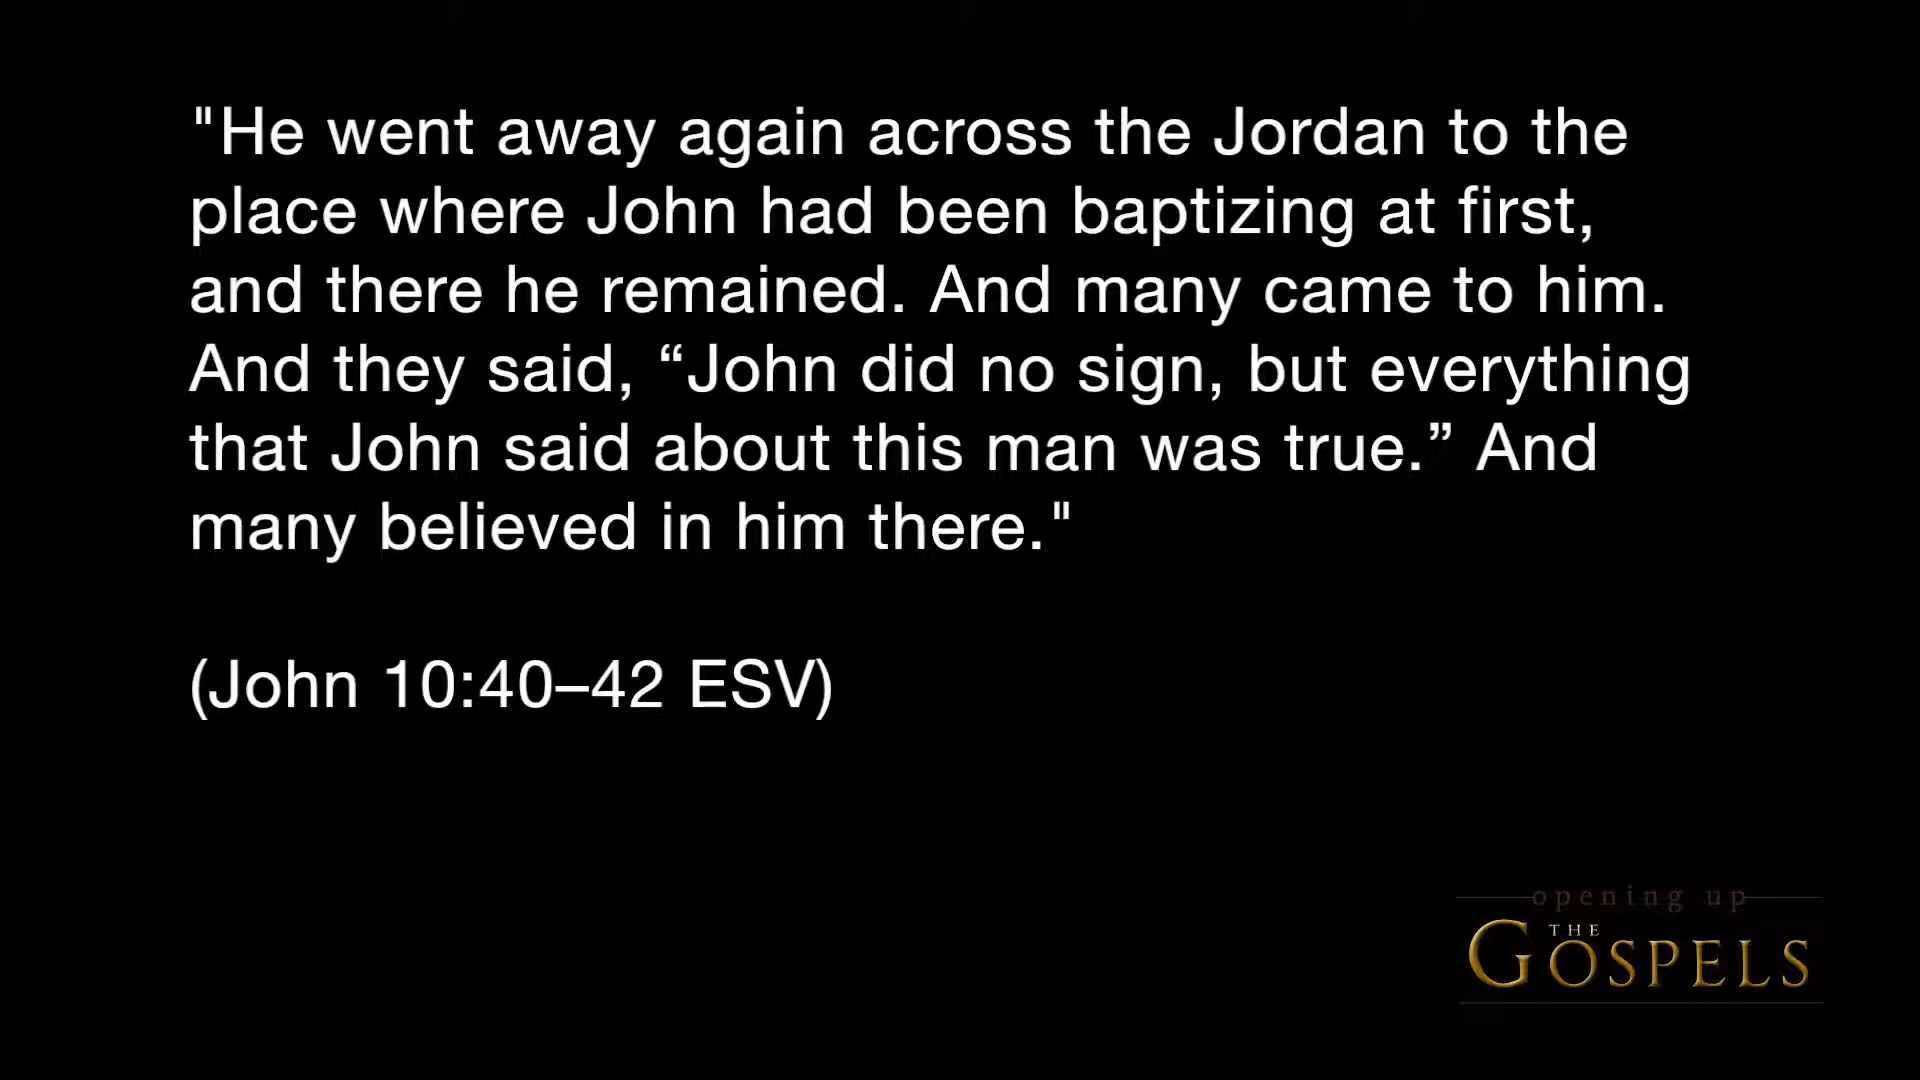 "He went away again across the Jordan to the
place where John had been baptizing at first,
and there he remained. And many came to him.
And they said, “John did no sign, but everything
that John said about this man was true.” And
many believed in him there."
(John 10:40–42 ESV)
opening up
THE
GOSPELS